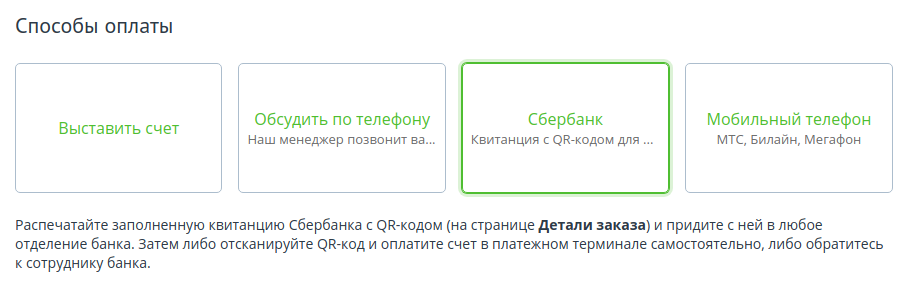 Способы оплаты
Выставить счет
Обсудить по телефону
Наш менеджер позвонит ва...
Сбербанк
Квитанция с QR-кодом для ...
Мобильный телефон
МТС, Билайн, Мегафон
Распечатайте заполненную квитанцию Сбербанка с QR-кодом (на странице Детали заказа) и придите с ней в любое
отделение банка. Затем либо отсканируйте QR-код и оплатите счет в платежном терминале самостоятельно, либо обратитесь
к сотруднику банка.